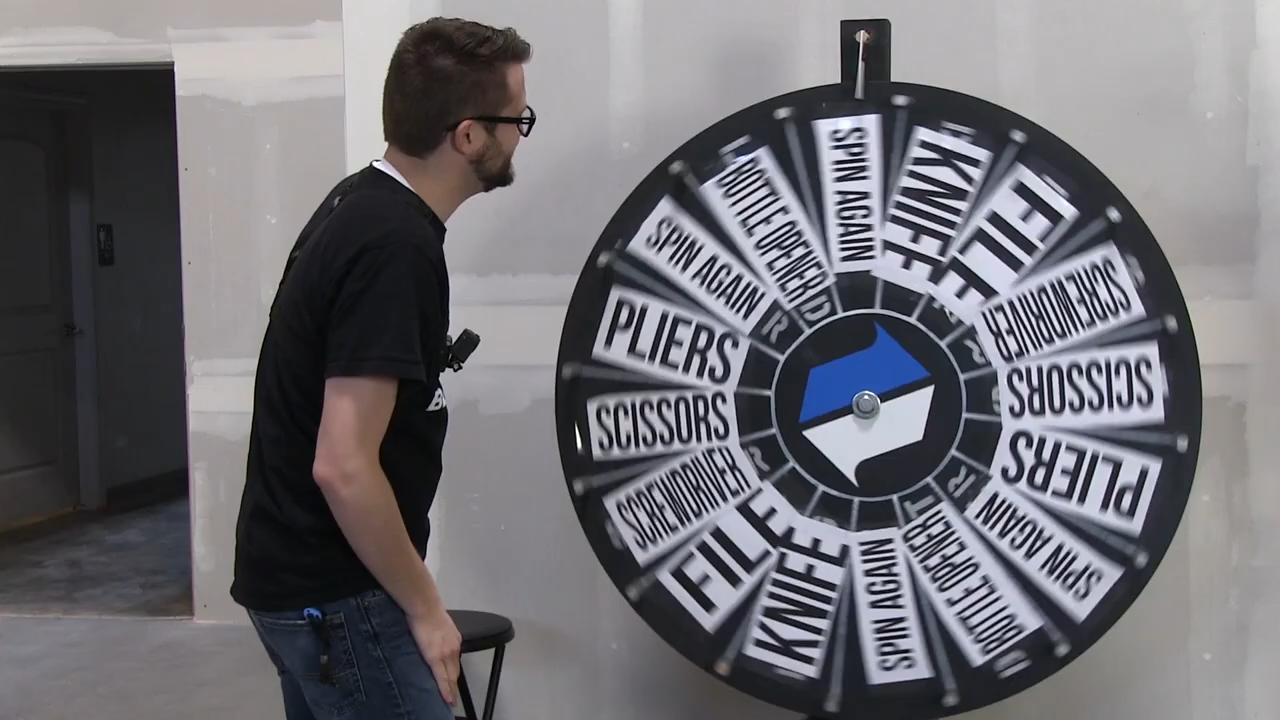 SPIN AGAIN
KNIFE
FILE
SCREWDRIVER
SCISSORS
PLIERS
SPIN AGAIN
BOTTLE OPENER
SPIN AGAIN
KNIFE
FILE
SCREWDRIVER
SCISSORS
PLIERS
SPIN AGAIN
BOTTLE OPENER